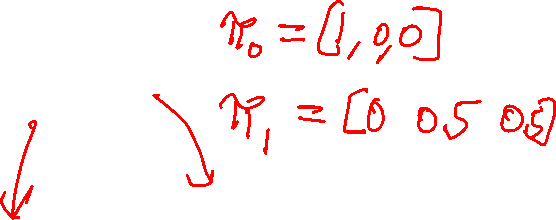 π₀ = [1, 0, 0]
π₁ = [0 0.5 0.5]